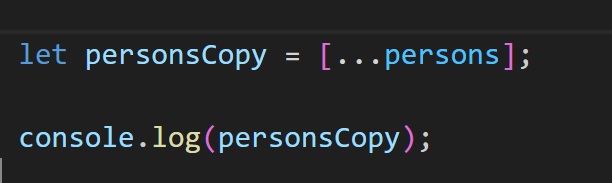 let personsCopy = [...persons];
console.log(personsCopy);